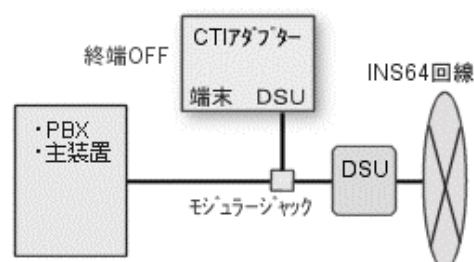 CTIアダプター
終端OFF
端末 DSU
INS64回線
・PBX
・主装置
DSU
モジュラージャック